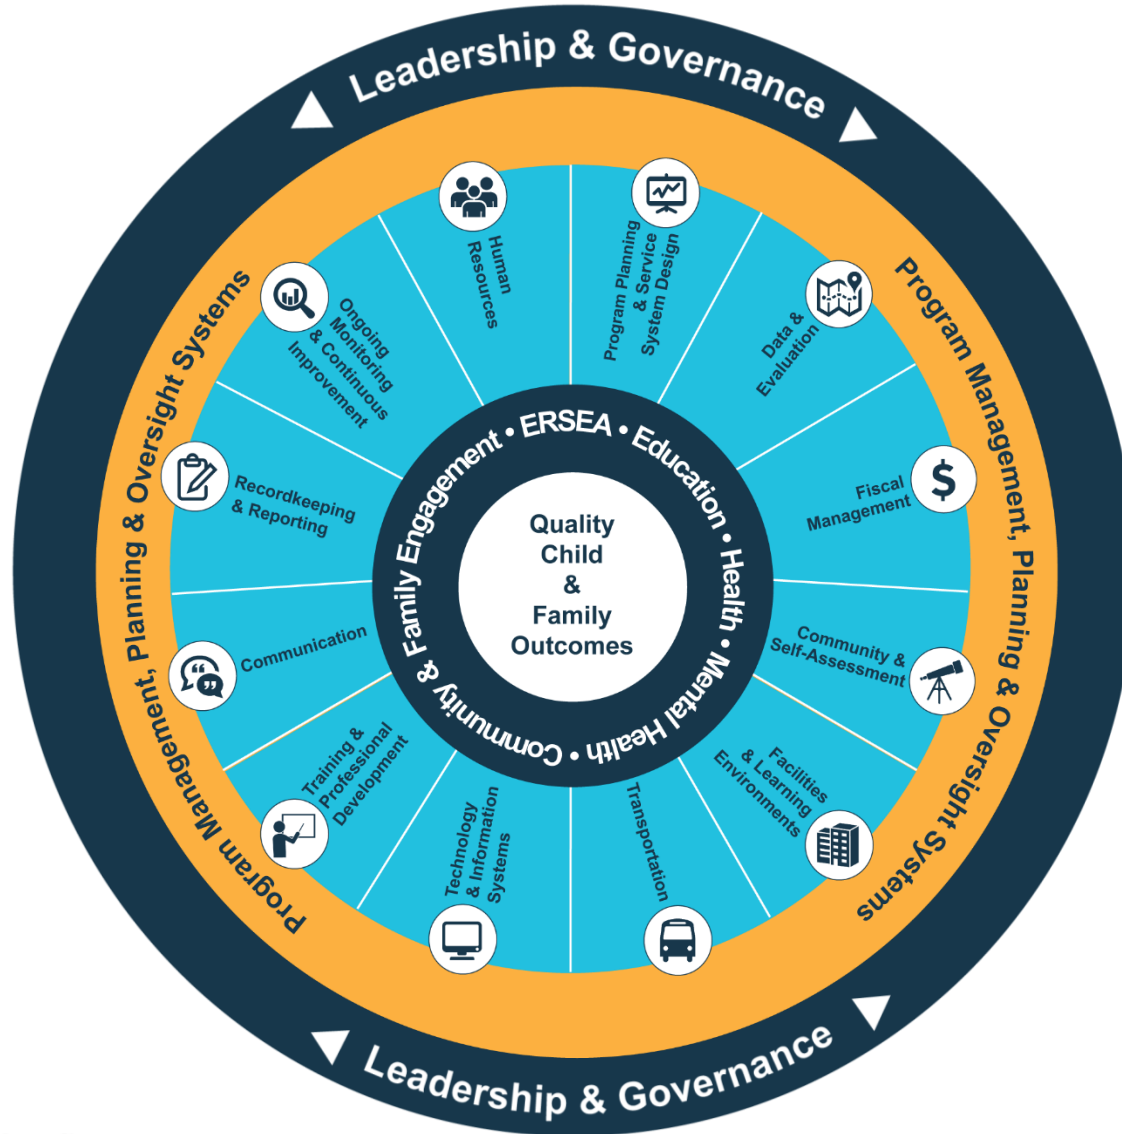 Leadership & Governance
Program Management, Planning & Oversight Systems
Program Management, Planning & Oversight Systems
Program Planning
& Service
System Design
Data &
Evaluation
Fiscal
Management
Community &
Self-Assessment
Facilities
& Learning
Environments
Transportation
Technology
& Information
Systems
Training &
Professional
Development
Communication
Recordkeeping
& Reporting
Ongoing
Monitoring
& Continuous
Improvement
Human
Resources
ERSEA • Education • Health • Mental Health • Community & Family Engagement •
Quality
Child
&
Family
Outcomes
$
Leadership & Governance